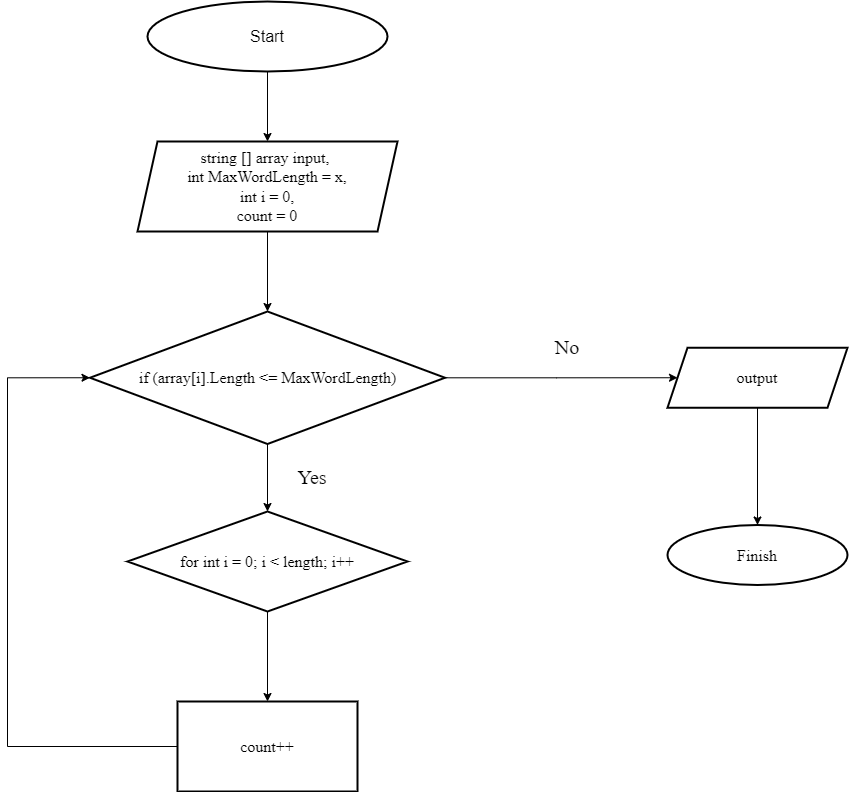 Start
string [] array input,
int MaxWordLength = x,
int i = 0,
count = 0
if (array[i].Length <= MaxWordLength)
No
output
Yes
for int i = 0; i < length; i++
Finish
count++